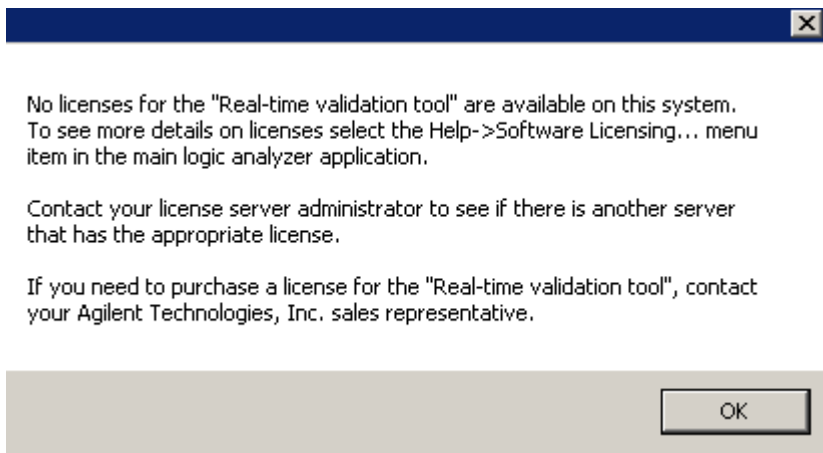 No licenses for the "Real-time validation tool" are available on this system.
To see more details on licenses select the Help->Software Licensing... menu
item in the main logic analyzer application.
Contact your license server administrator to see if there is another server
that has the appropriate license.
If you need to purchase a license for the "Real-time validation tool", contact
your Agilent Technologies, Inc. sales representative.
OK